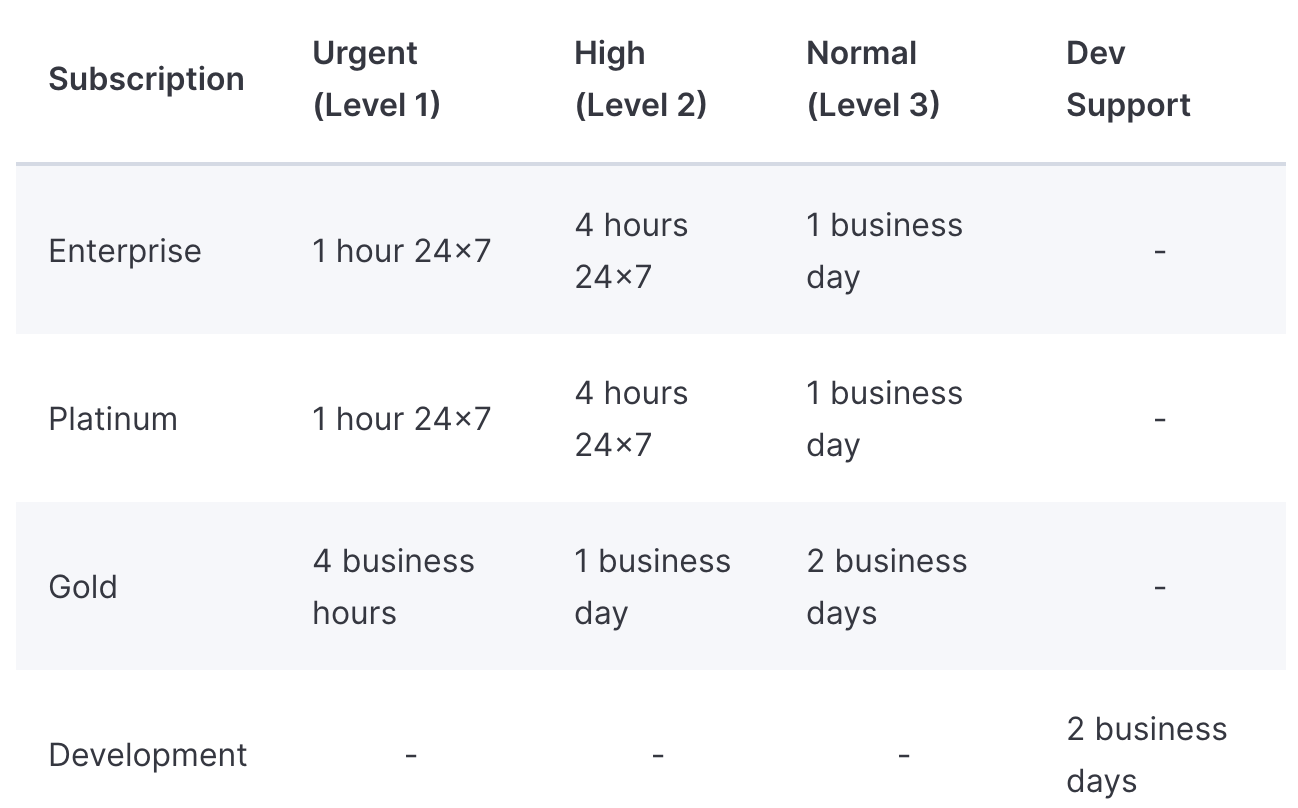 Subscription
Urgent
(Level 1)
High
(Level 2)
Normal
(Level 3)
Dev
Support
Enterprise
1 hour 24×7
4 hours
24×7
1 business
day
-
Platinum
1 hour 24×7
4 hours
24×7
1 business
day
-
Gold
4 business
hours
1 business
day
2 business
days
-
Development
-
-
-
2 business
days